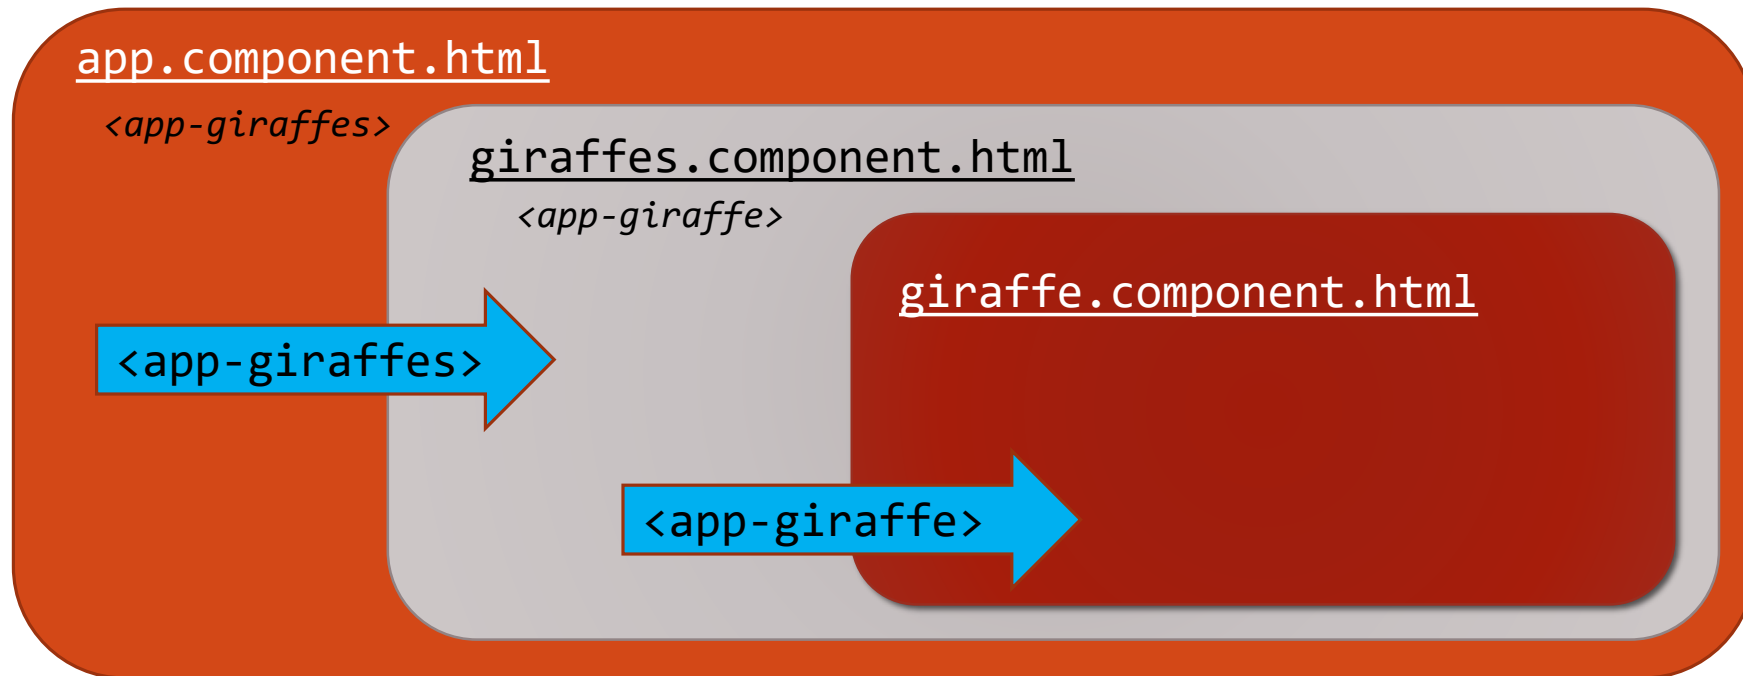 app.component.html
<app-giraffes>
giraffes.component.html
<app-giraffe>
giraffe.component.html
<app-giraffes>
<app-giraffe>